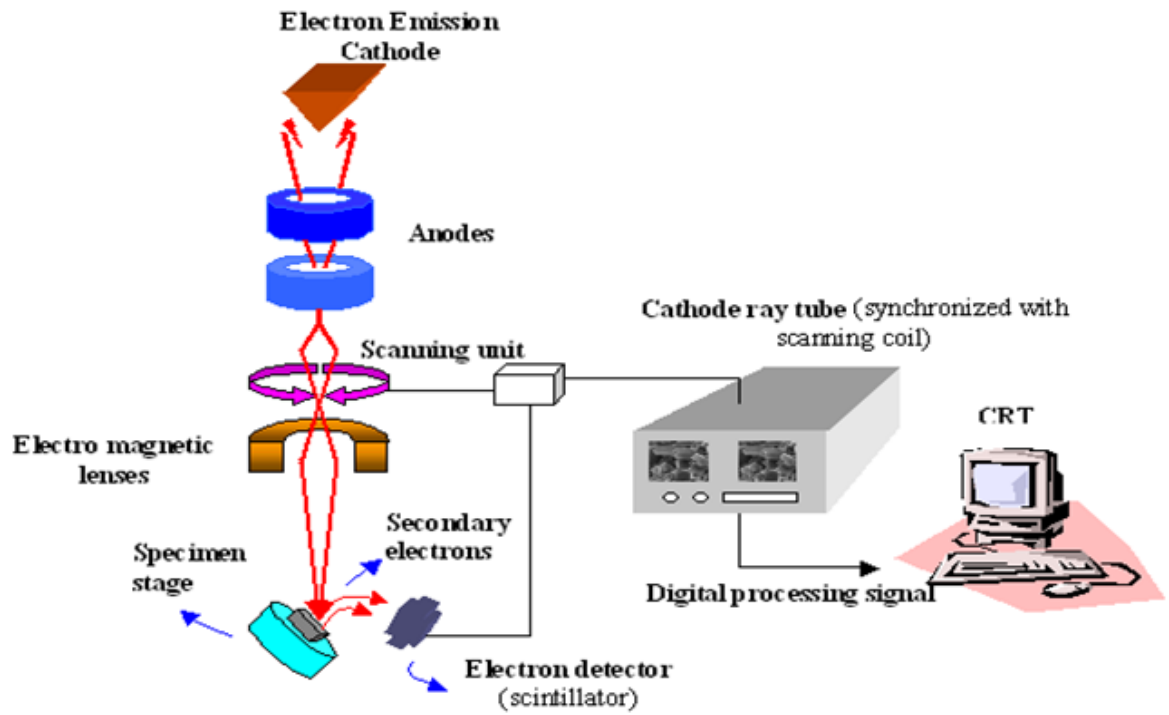 Electron Emission
Cathode
Anodes
Cathode ray tube (synchronized with
scanning coil)
Scanning unit
CRT
Electro magnetic
lenses
Secondary
electrons
Specimen
stage
Digital processing signal
Electron detector
(scintillator)